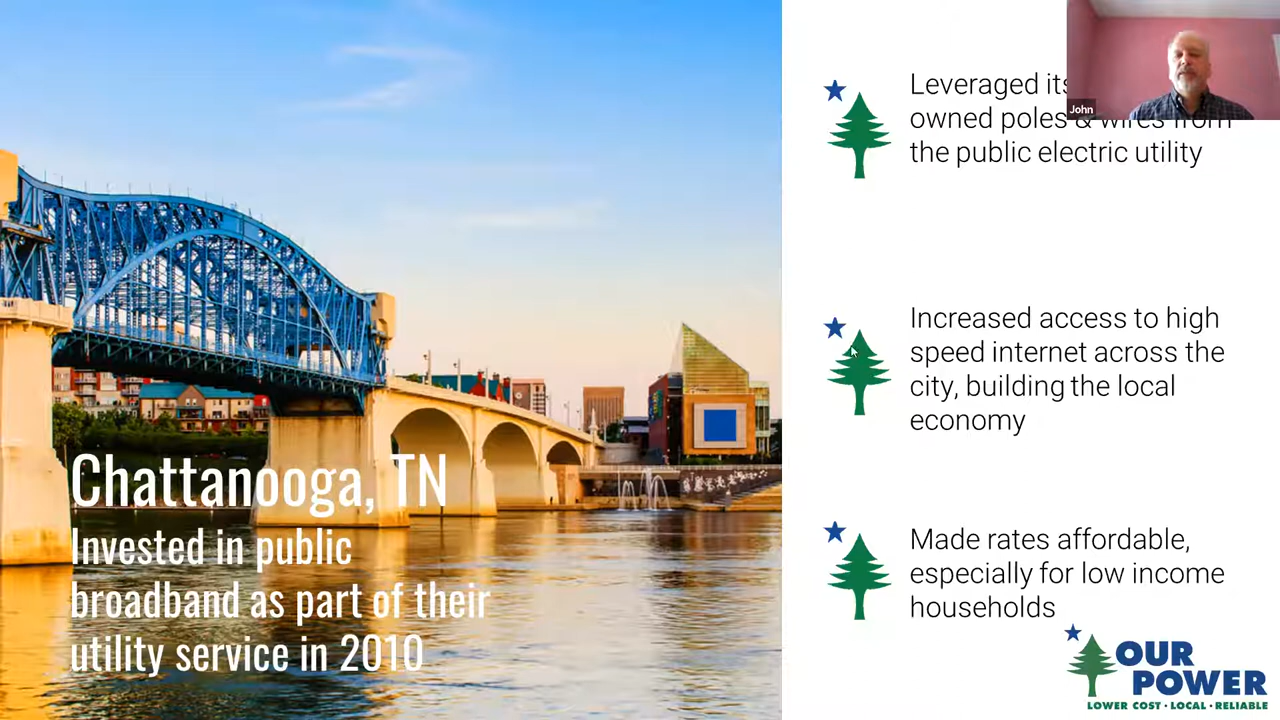 Chattanooga, TN
Invested in public
broadband as part of their
utility service in 2010
Leveraged its
owned poles & wires from
the public electric utility
John
Increased access to high
speed internet across the
city, building the local
economy
Made rates affordable,
especially for low income
households
OUR
POWER
LOWER COST · LOCAL · RELIABLE